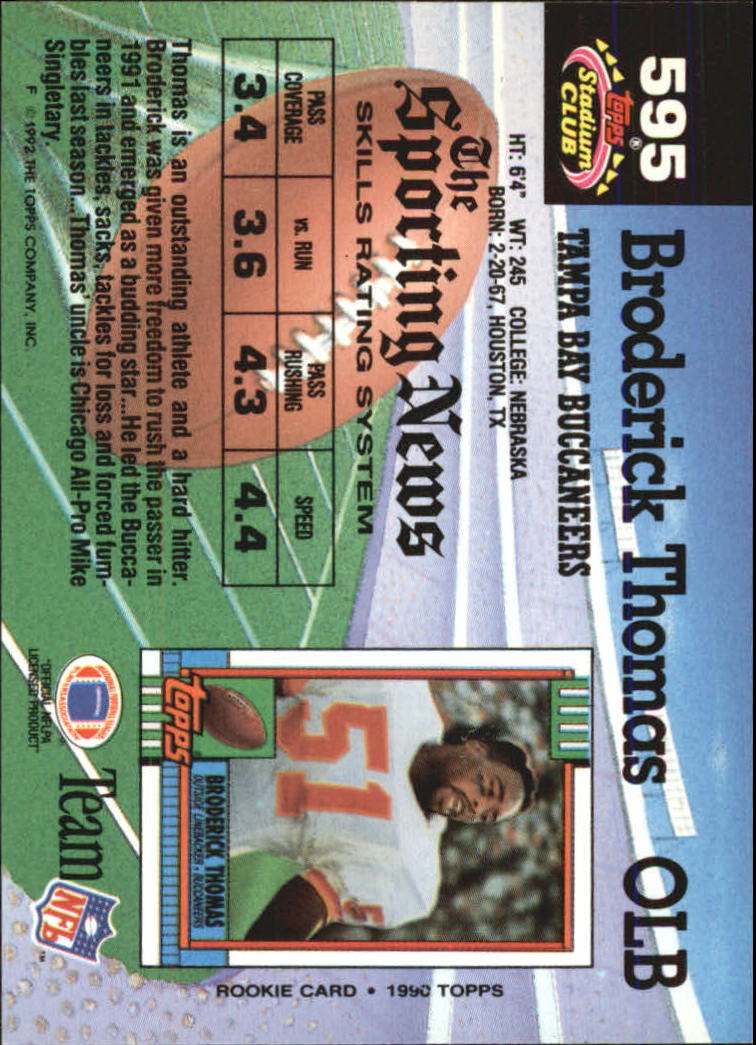 595
Topps®
Stadium
CLUB
Broderick Thomas OLB
TAMPA BAY BUCCANEERS
HT: 6'4" WT: 245 COLLEGE: NEBRASKA
BORN: 2-20-67, HOUSTON, TX
The
Sporting News
SKILLS RATING SYSTEM
PASS COVERAGE vs. RUN PASS RUSHING SPEED
3.4 3.6 4.3 4.4
Thomas is an outstanding athlete and a hard hitter.
Broderick was given more freedom to rush the passer in
1991 and emerged as a budding star...He led the Bucca-
neers in tackles, sacks, tackles for loss and forced fum-
bles last season...Thomas' uncle is Chicago All-Pro Mike
Singletary.
F © 1992 THE TOPPS COMPANY, INC.
51
5
topps
BRODERICK THOMAS
OUTSIDE LINEBACKER • BUCCANEERS
ROOKIE CARD • 1990 TOPPS
"OFFICIAL NFLPA
LICENSED PRODUCT"
Team
NFL
™